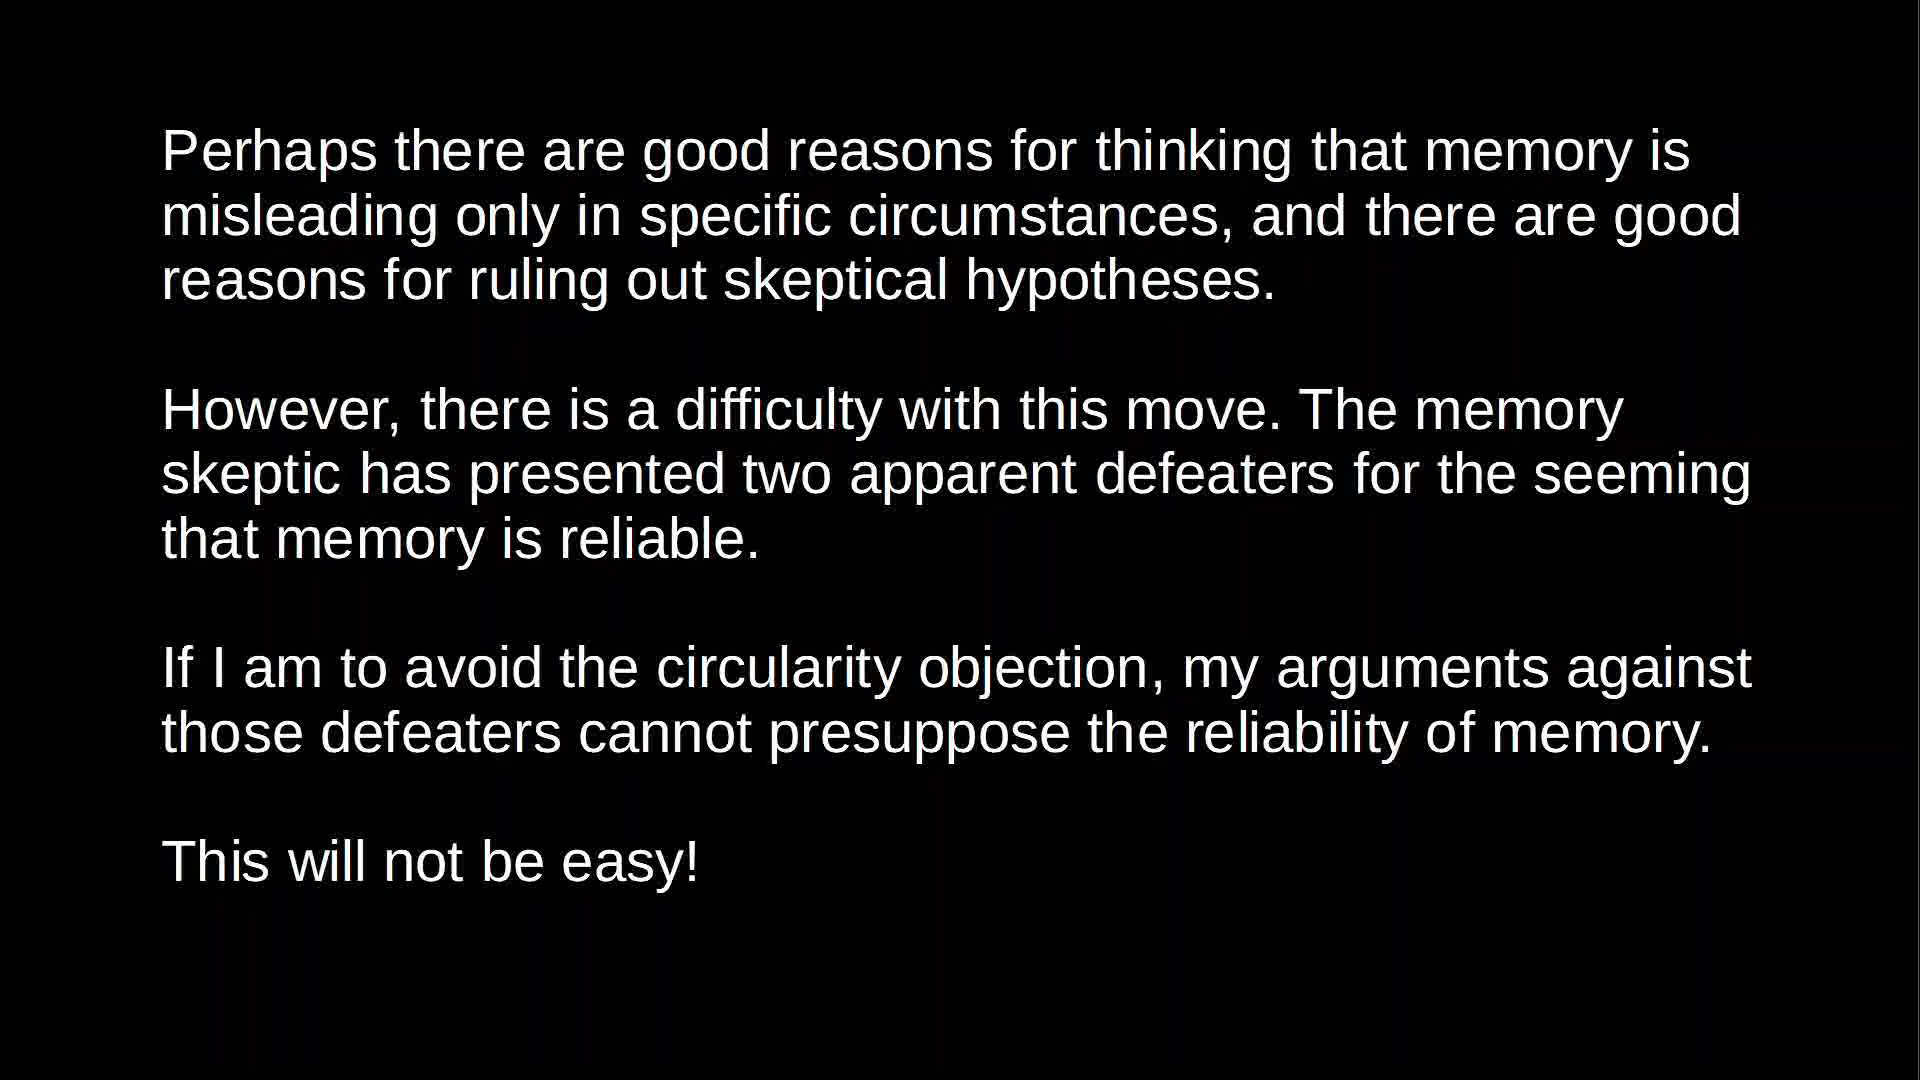 Perhaps there are good reasons for thinking that memory is
misleading only in specific circumstances, and there are good
reasons for ruling out skeptical hypotheses.
However, there is a difficulty with this move. The memory
skeptic has presented two apparent defeaters for the seeming
that memory is reliable.
If I am to avoid the circularity objection, my arguments against
those defeaters cannot presuppose the reliability of memory.
This will not be easy!